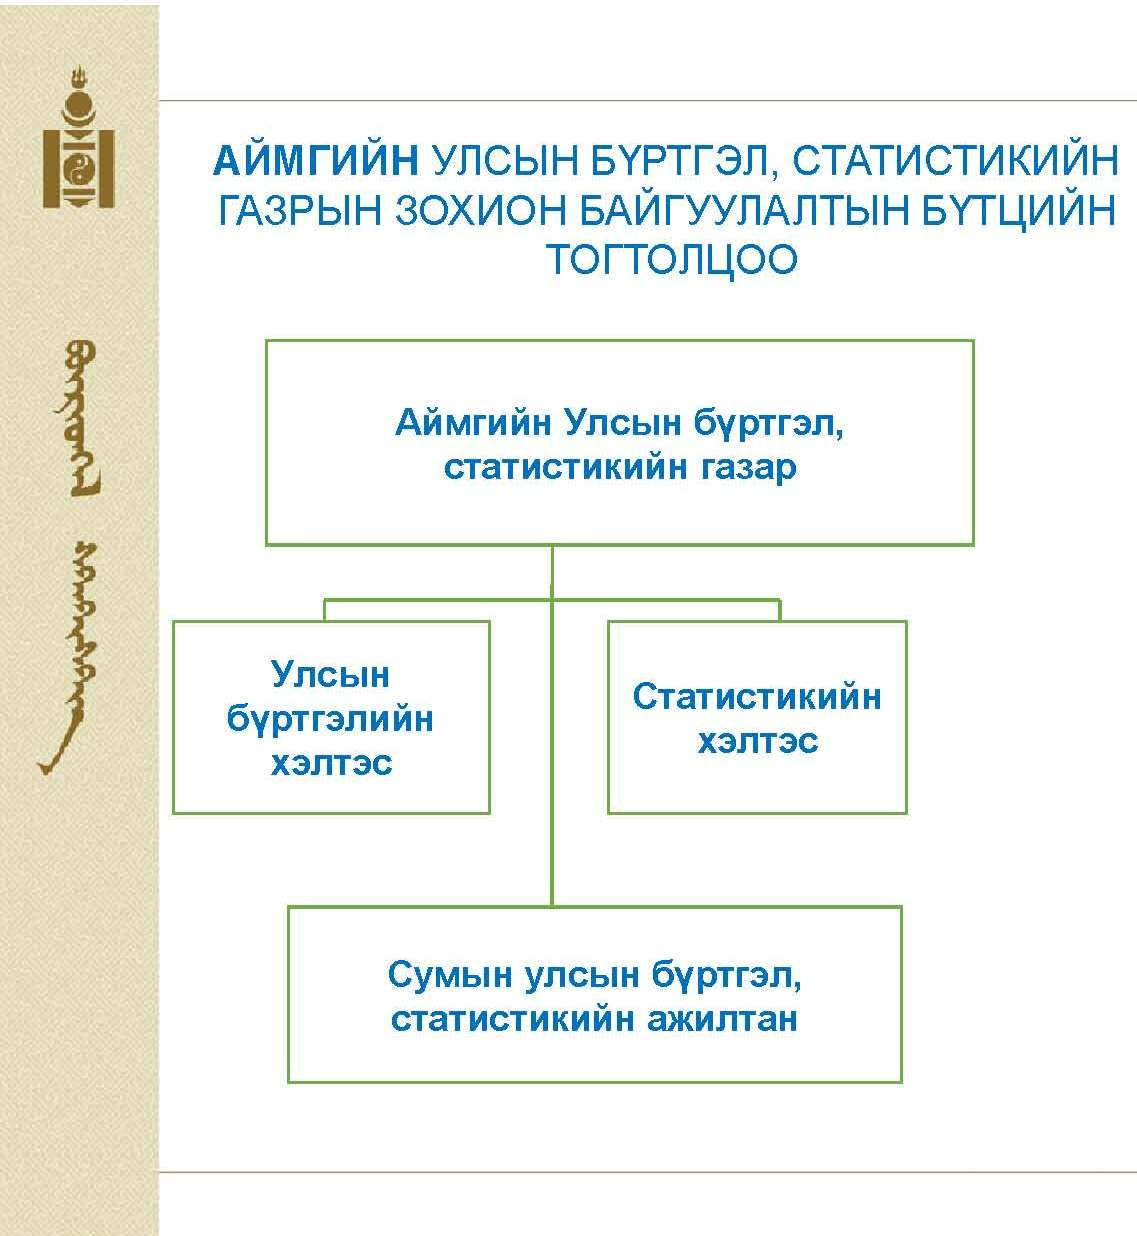 АЙМГИЙН УЛСЫН БҮРТГЭЛ, СТАТИСТИКИЙН
ГАЗРЫН ЗОХИОН БАЙГУУЛАЛТЫН БҮТЦИЙН
ТОГТОЛЦОО
Аймгийн Улсын бүртгэл,
статистикийн газар
Улсын
бүртгэлийн
хэлтэс
Статистикийн
хэлтэс
Сумын улсын бүртгэл,
статистикийн ажилтан